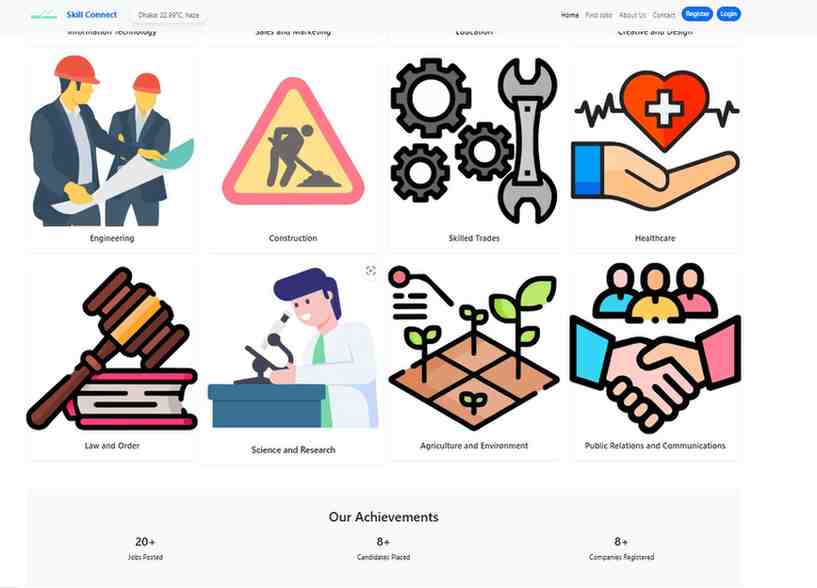 Skill Connect
Dhaka: 22.99°C, haze
Home Find Jobs About Us Contact Register Login
Information Technology Sales and Marketing Education Creative and Design
Engineering Construction Skilled Trades Healthcare
Law and Order Science and Research Agriculture and Environment Public Relations and Communications
Our Achievements
20+ 8+ 8+
Jobs Posted Candidates Placed Companies Registered